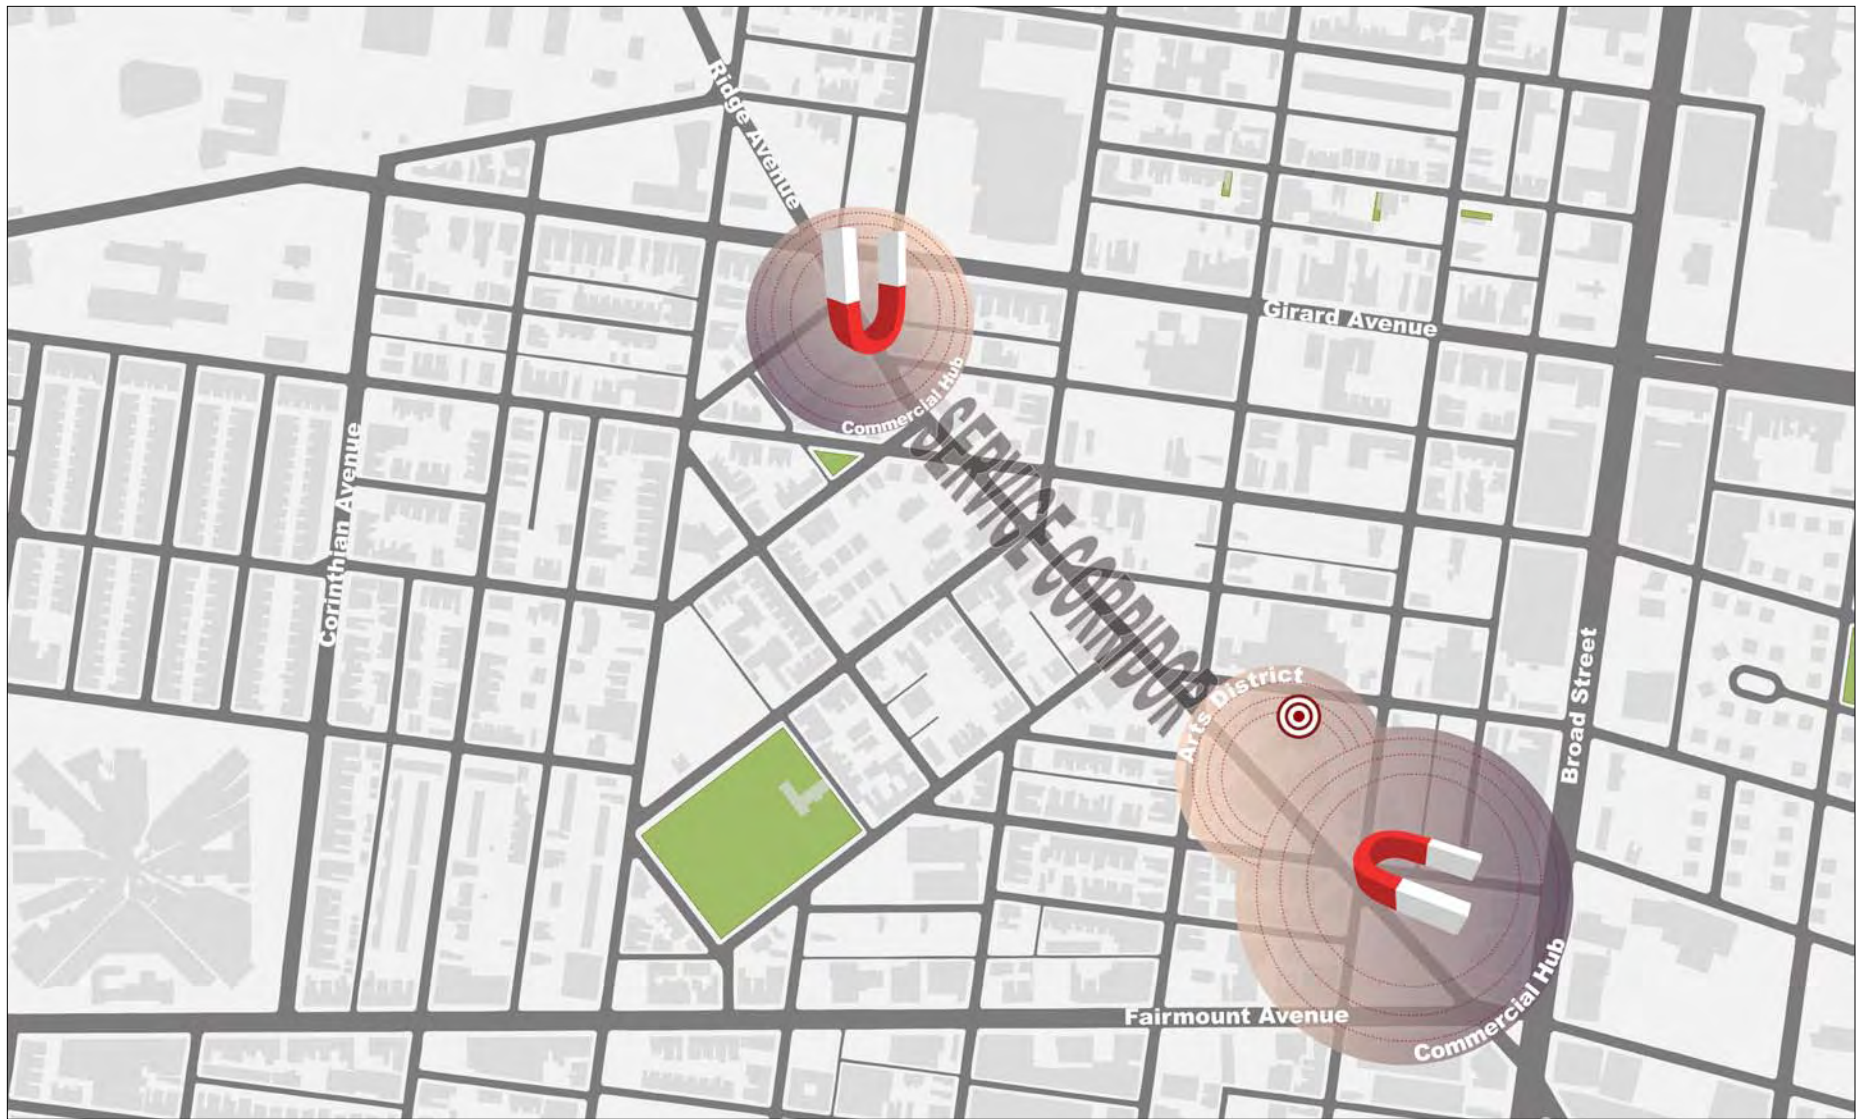 Ridge Avenue
Girard Avenue
Commercial Hub
SERVICE CORRIDOR
Corinthian Avenue
Arts District
Broad Street
Commercial Hub
Fairmount Avenue